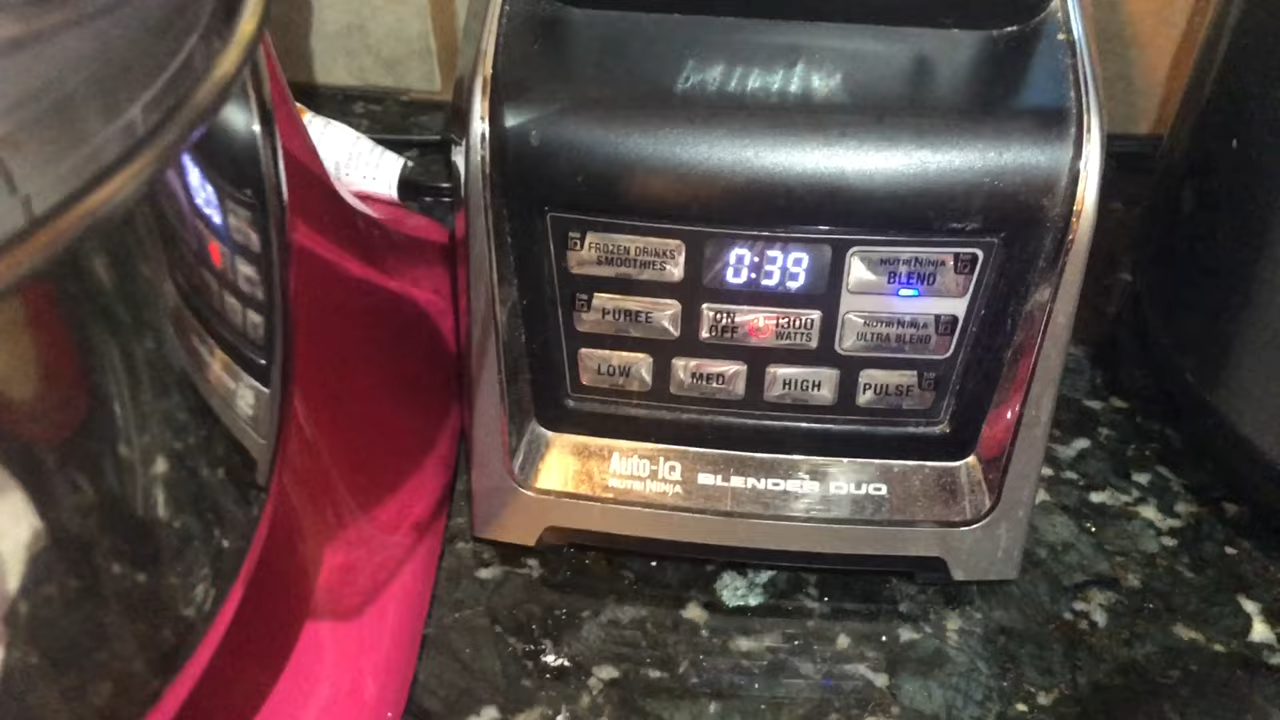 FROZEN DRINKS
SMOOTHIES
0:39
NUTRI NINJA
BLEND
PUREE
ON
OFF
1300
WATTS
NUTRI NINJA
ULTRA BLEND
LOW
MED
HIGH
PULSE
Auto-iQ
NUTRI NINJA
BLENDER DUO